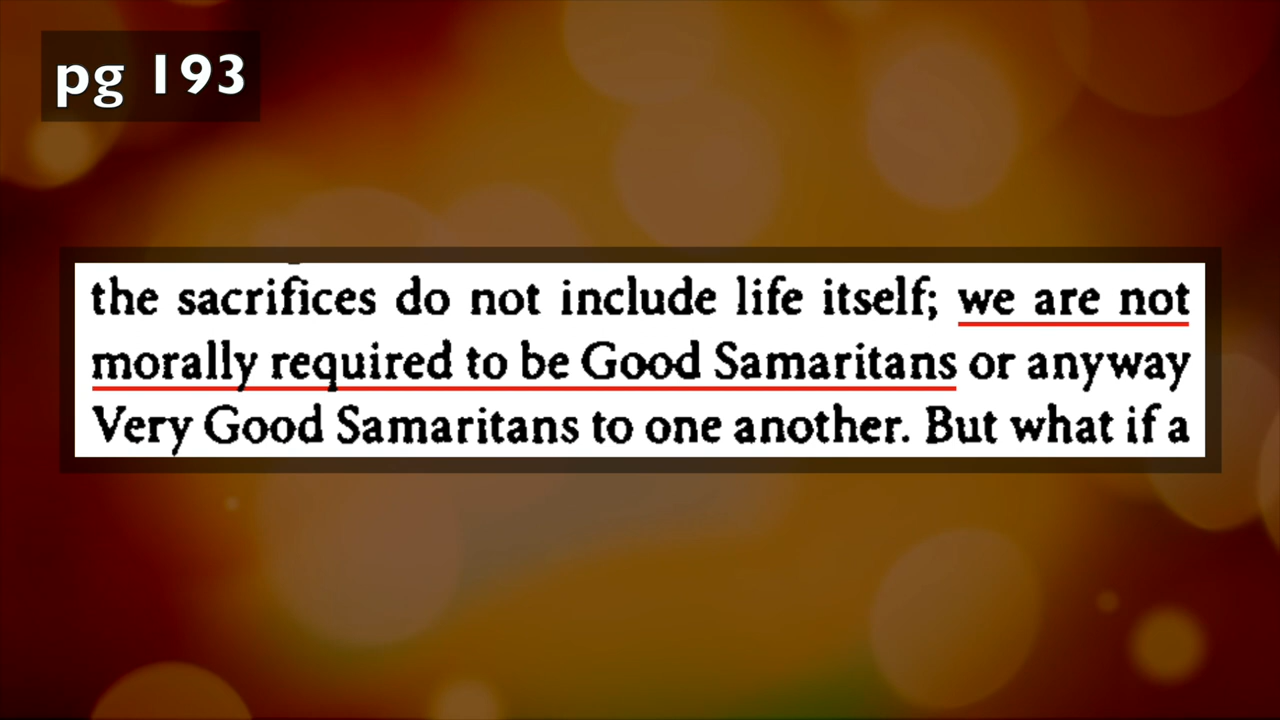 pg 193
the sacrifices do not include life itself; we are not
morally required to be Good Samaritans or anyway
Very Good Samaritans to one another. But what if a